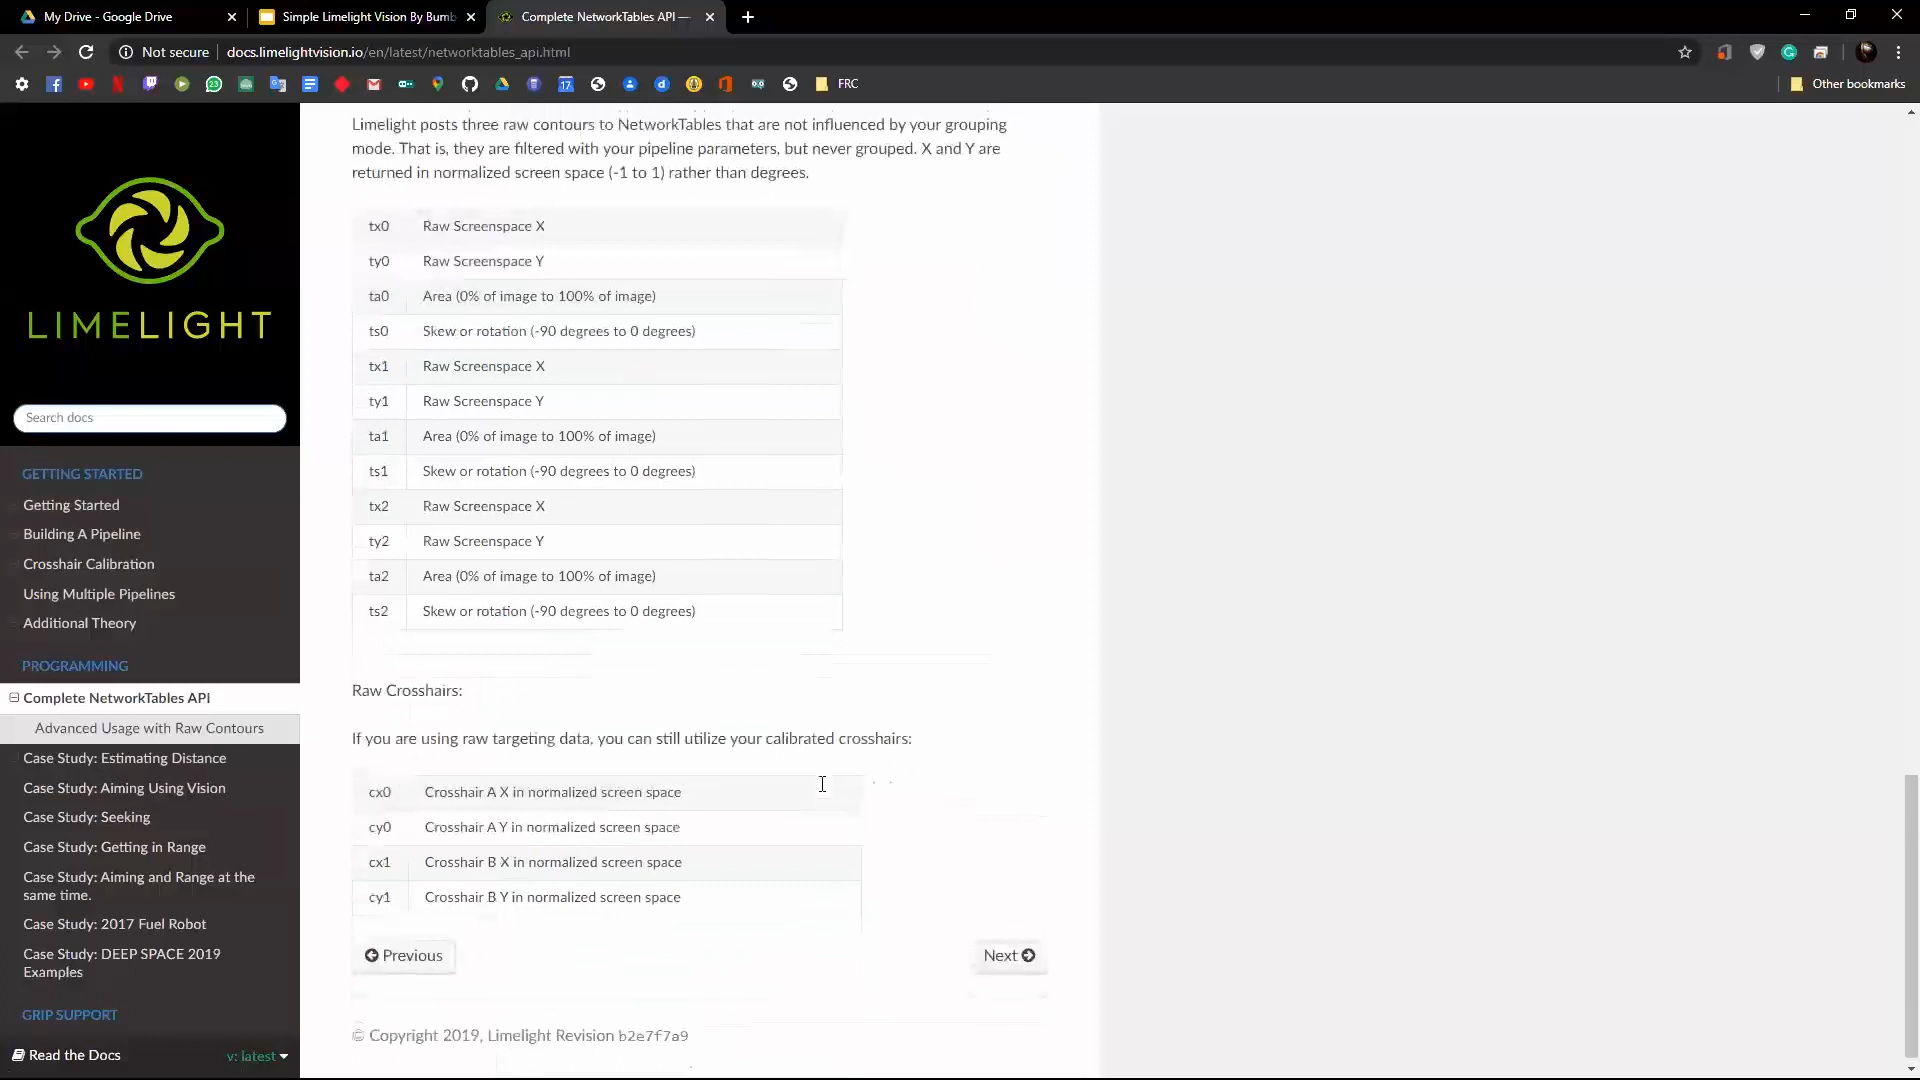 My Drive - Google Drive
Simple Limelight Vision By Bumb
Complete NetworkTables API —
Not secure
docs.limelightvision.io/en/latest/networktables_api.html
FRC
Other bookmarks
LIMELIGHT
Search docs
GETTING STARTED
Getting Started
Building A Pipeline
Crosshair Calibration
Using Multiple Pipelines
Additional Theory
PROGRAMMING
Complete NetworkTables API
Advanced Usage with Raw Contours
Case Study: Estimating Distance
Case Study: Aiming Using Vision
Case Study: Seeking
Case Study: Getting in Range
Case Study: Aiming and Range at the
same time.
Case Study: 2017 Fuel Robot
Case Study: DEEP SPACE 2019
Examples
GRIP SUPPORT
Read the Docs v: latest
Limelight posts three raw contours to NetworkTables that are not influenced by your grouping
mode. That is, they are filtered with your pipeline parameters, but never grouped. X and Y are
returned in normalized screen space (-1 to 1) rather than degrees.
tx0 Raw Screenspace X
ty0 Raw Screenspace Y
ta0 Area (0% of image to 100% of image)
ts0 Skew or rotation (-90 degrees to 0 degrees)
tx1 Raw Screenspace X
ty1 Raw Screenspace Y
ta1 Area (0% of image to 100% of image)
ts1 Skew or rotation (-90 degrees to 0 degrees)
tx2 Raw Screenspace X
ty2 Raw Screenspace Y
ta2 Area (0% of image to 100% of image)
ts2 Skew or rotation (-90 degrees to 0 degrees)
Raw Crosshairs:
If you are using raw targeting data, you can still utilize your calibrated crosshairs:
cx0 Crosshair A X in normalized screen space
cy0 Crosshair A Y in normalized screen space
cx1 Crosshair B X in normalized screen space
cy1 Crosshair B Y in normalized screen space
Previous
Next
© Copyright 2019, Limelight Revision b2e7f7a9